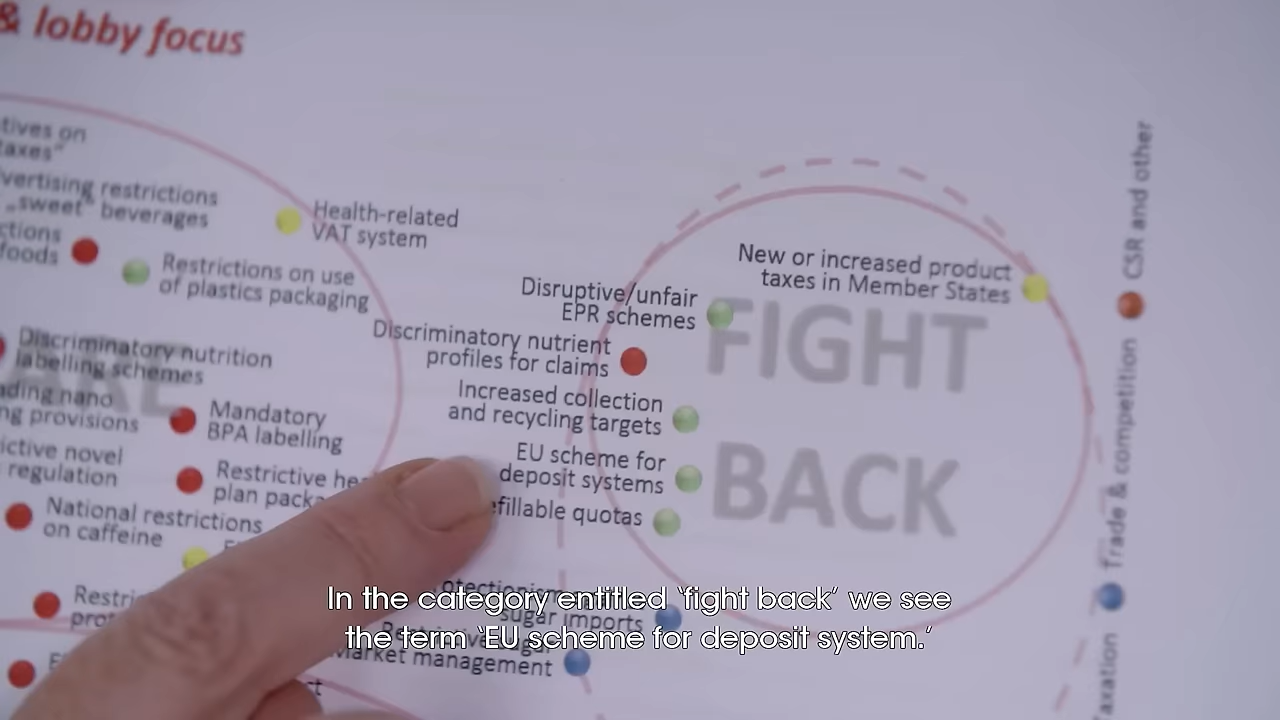 & lobby focus
tives on
taxes"
vertising restrictions
„sweet" beverages
ctions
foods
Health-related
VAT system
Restrictions on use
of plastics packaging
Discriminatory nutrition
labelling schemes
ading nano
ng provisions
Mandatory
BPA labelling
ictive novel
regulation
Restrictive he
plan packa
National restrictions
on caffeine
Restri
prot
New or increased product
taxes in Member States
Disruptive/unfair
EPR schemes
Discriminatory nutrient
profiles for claims
Increased collection
and recycling targets
EU scheme for
deposit systems
efillable quotas
FIGHT
BACK
otectionism
sugar imports
market management
CSR and other
Trade & competition
axation
In the category entitled 'fight back' we see
the term 'EU scheme for deposit system.'